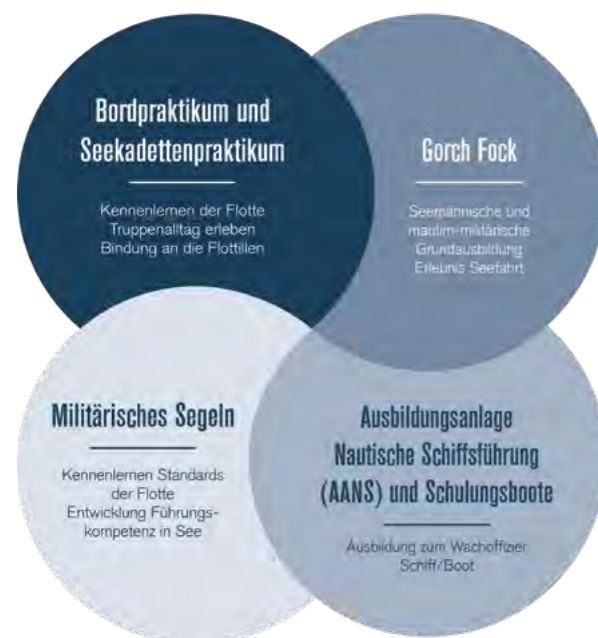 Bordpraktikum und
Seekadettenpraktikum
Kennenlernen der Flotte
Truppenalltag erleben
Bindung an die Flottillen
Gorch Fock
Seemännische und
maritim-militärische
Grundausbildung
Erlebnis Seefahrt
Militärisches Segeln
Kennenlernen Standards
der Flotte
Entwicklung Führungs-
kompetenz in See
Ausbildungsanlage
Nautische Schiffsführung
(AANS) und Schulungsboote
Ausbildung zum Wachoffizier
Schiff/Boot